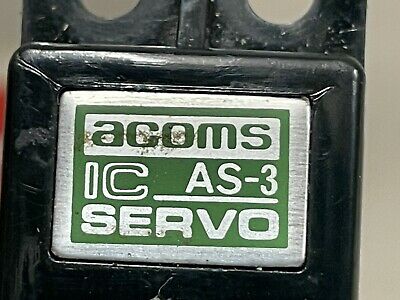 acoms
IC AS-3
SERVO